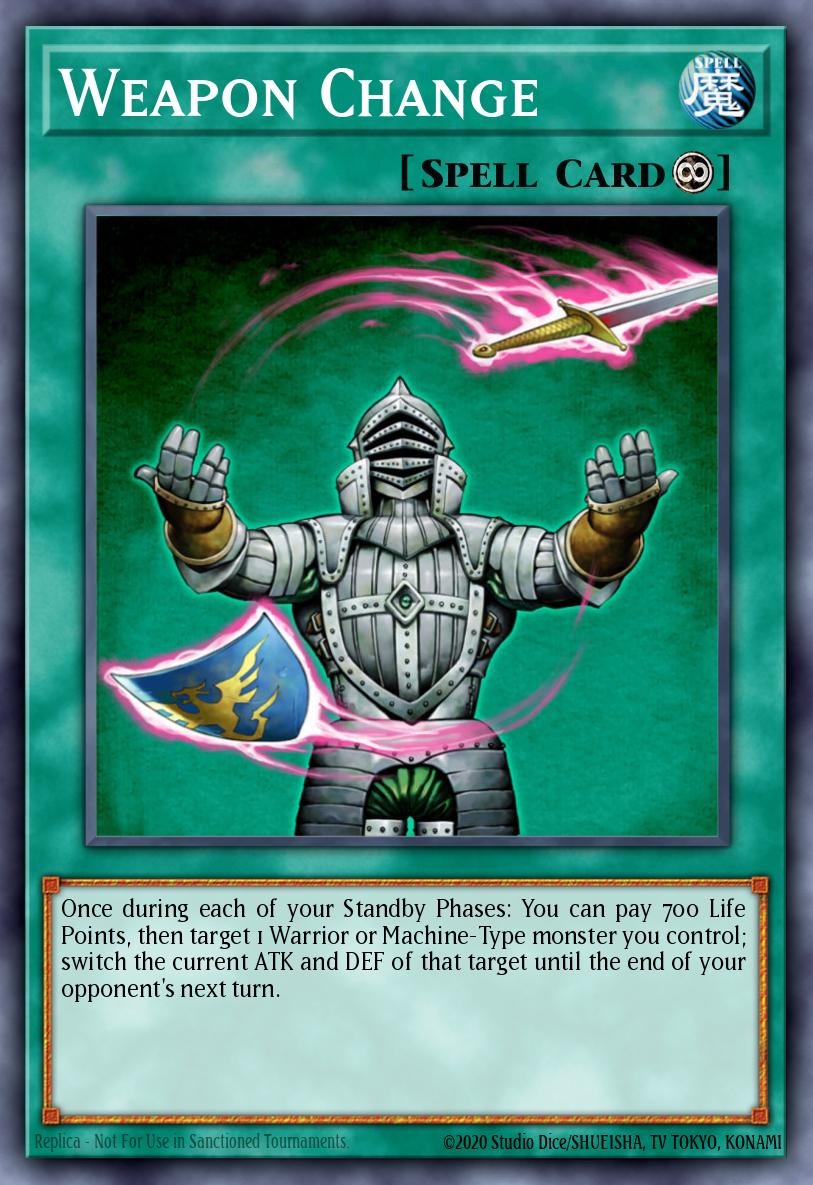 Weapon Change
SPELL
魔
[Spell Card]
Once during each of your Standby Phases: You can pay 700 Life
Points, then target 1 Warrior or Machine-Type monster you control;
switch the current ATK and DEF of that target until the end of your
opponent's next turn.
Replica - Not For Use in Sanctioned Tournaments.
©2020 Studio Dice/SHUEISHA, TV TOKYO, KONAMI